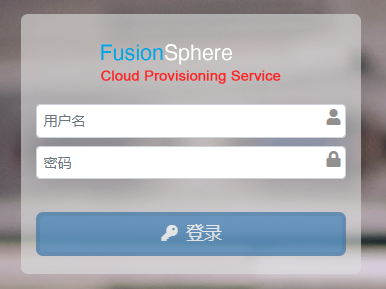 FusionSphere
Cloud Provisioning Service
用户名
密码
登录